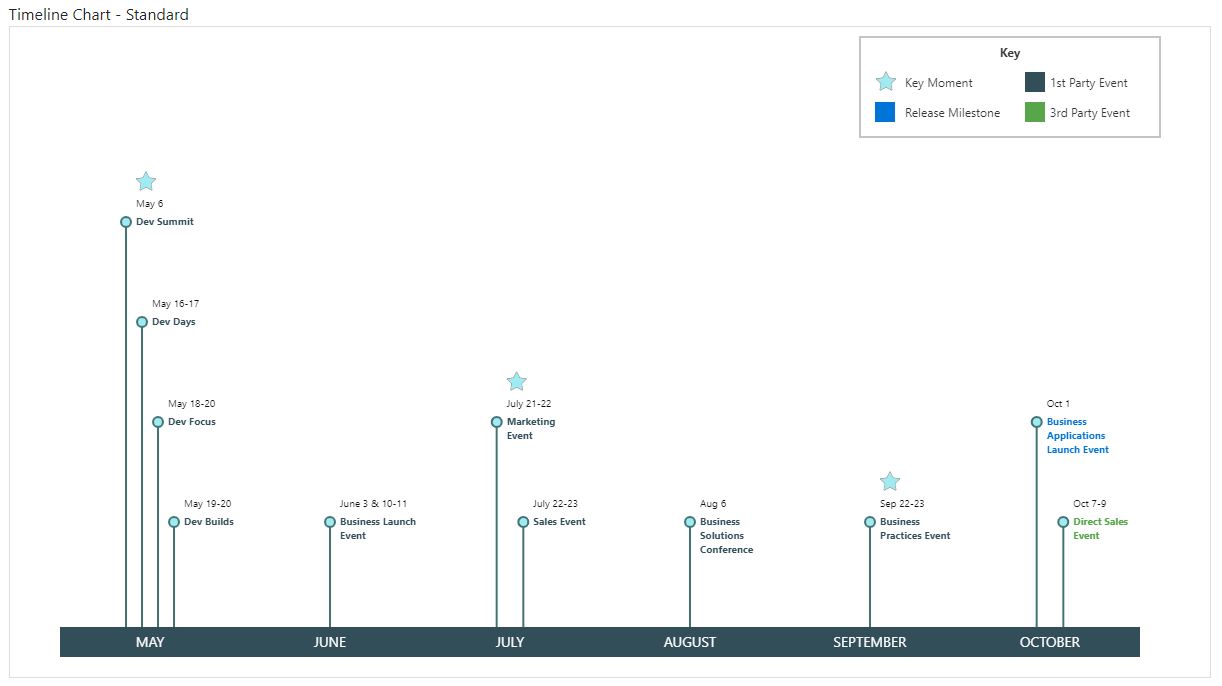 Timeline Chart - Standard
Key
Key Moment
1st Party Event
Release Milestone
3rd Party Event
May 6
Dev Summit
May 16-17
Dev Days
May 18-20
Dev Focus
May 19-20
Dev Builds
June 3 & 10-11
Business Launch
Event
July 21-22
Marketing
Event
July 22-23
Sales Event
Aug 6
Business
Solutions
Conference
Sep 22-23
Business
Practices Event
Oct 1
Business
Applications
Launch Event
Oct 7-9
Direct Sales
Event
MAY
JUNE
JULY
AUGUST
SEPTEMBER
OCTOBER